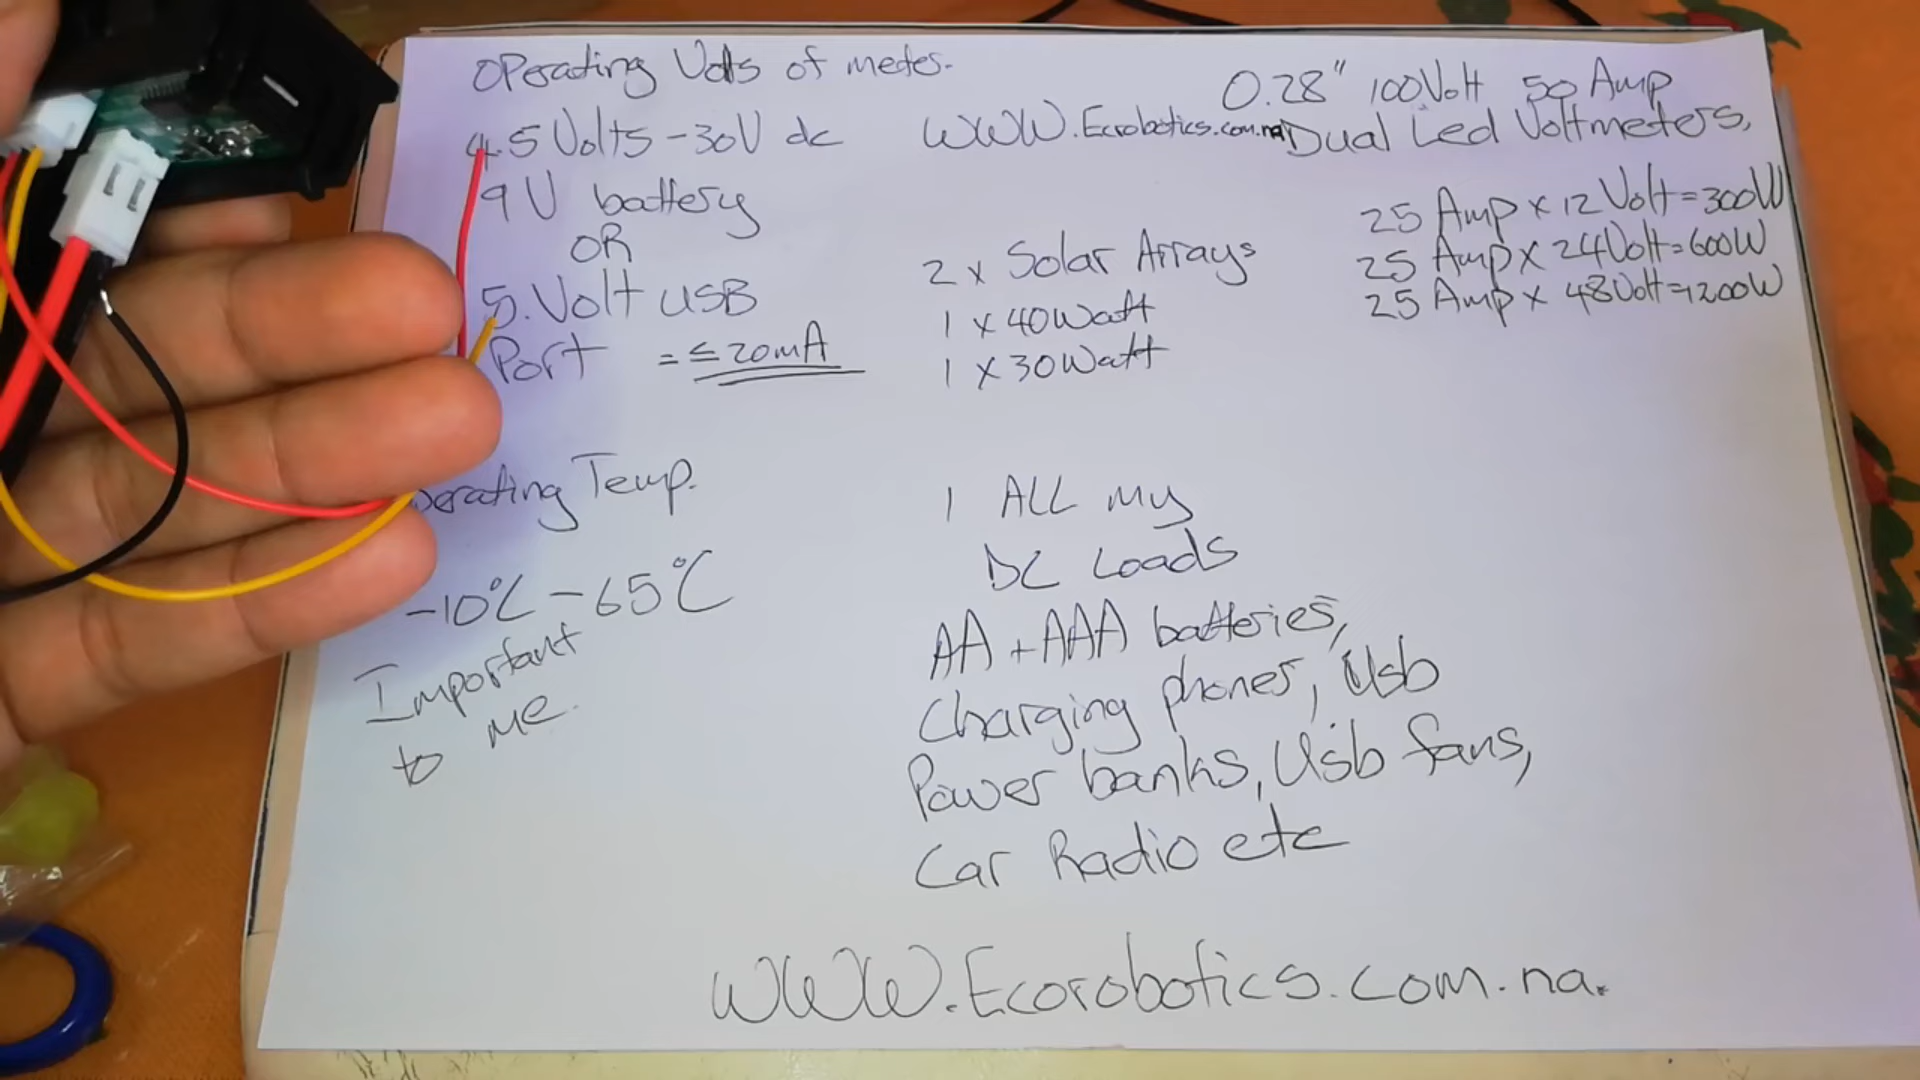 Operating Volts of meter.
4.5 Volts - 30V dc
9V battery
OR
5.Volt USB
Port = ≤ 20mA
perating Temp.
-10°C - 65°C
Important
to me.
WWW.Ecrobotics.com.na
2 x Solar Arrays
1 x 40Watt
1 x 30Watt
1 ALL my
DC Loads
AA + AAA batteries,
Charging phones, Usb
Power banks, Usb fans,
Car Radio etc
0.28" 100Volt 50 Amp
Dual Led Voltmeters,
25 Amp x 12 Volt = 300W
25 Amp x 24Volt = 600W
25 Amp x 48Volt = 1200W
WWW.Ecorobotics.com.na.